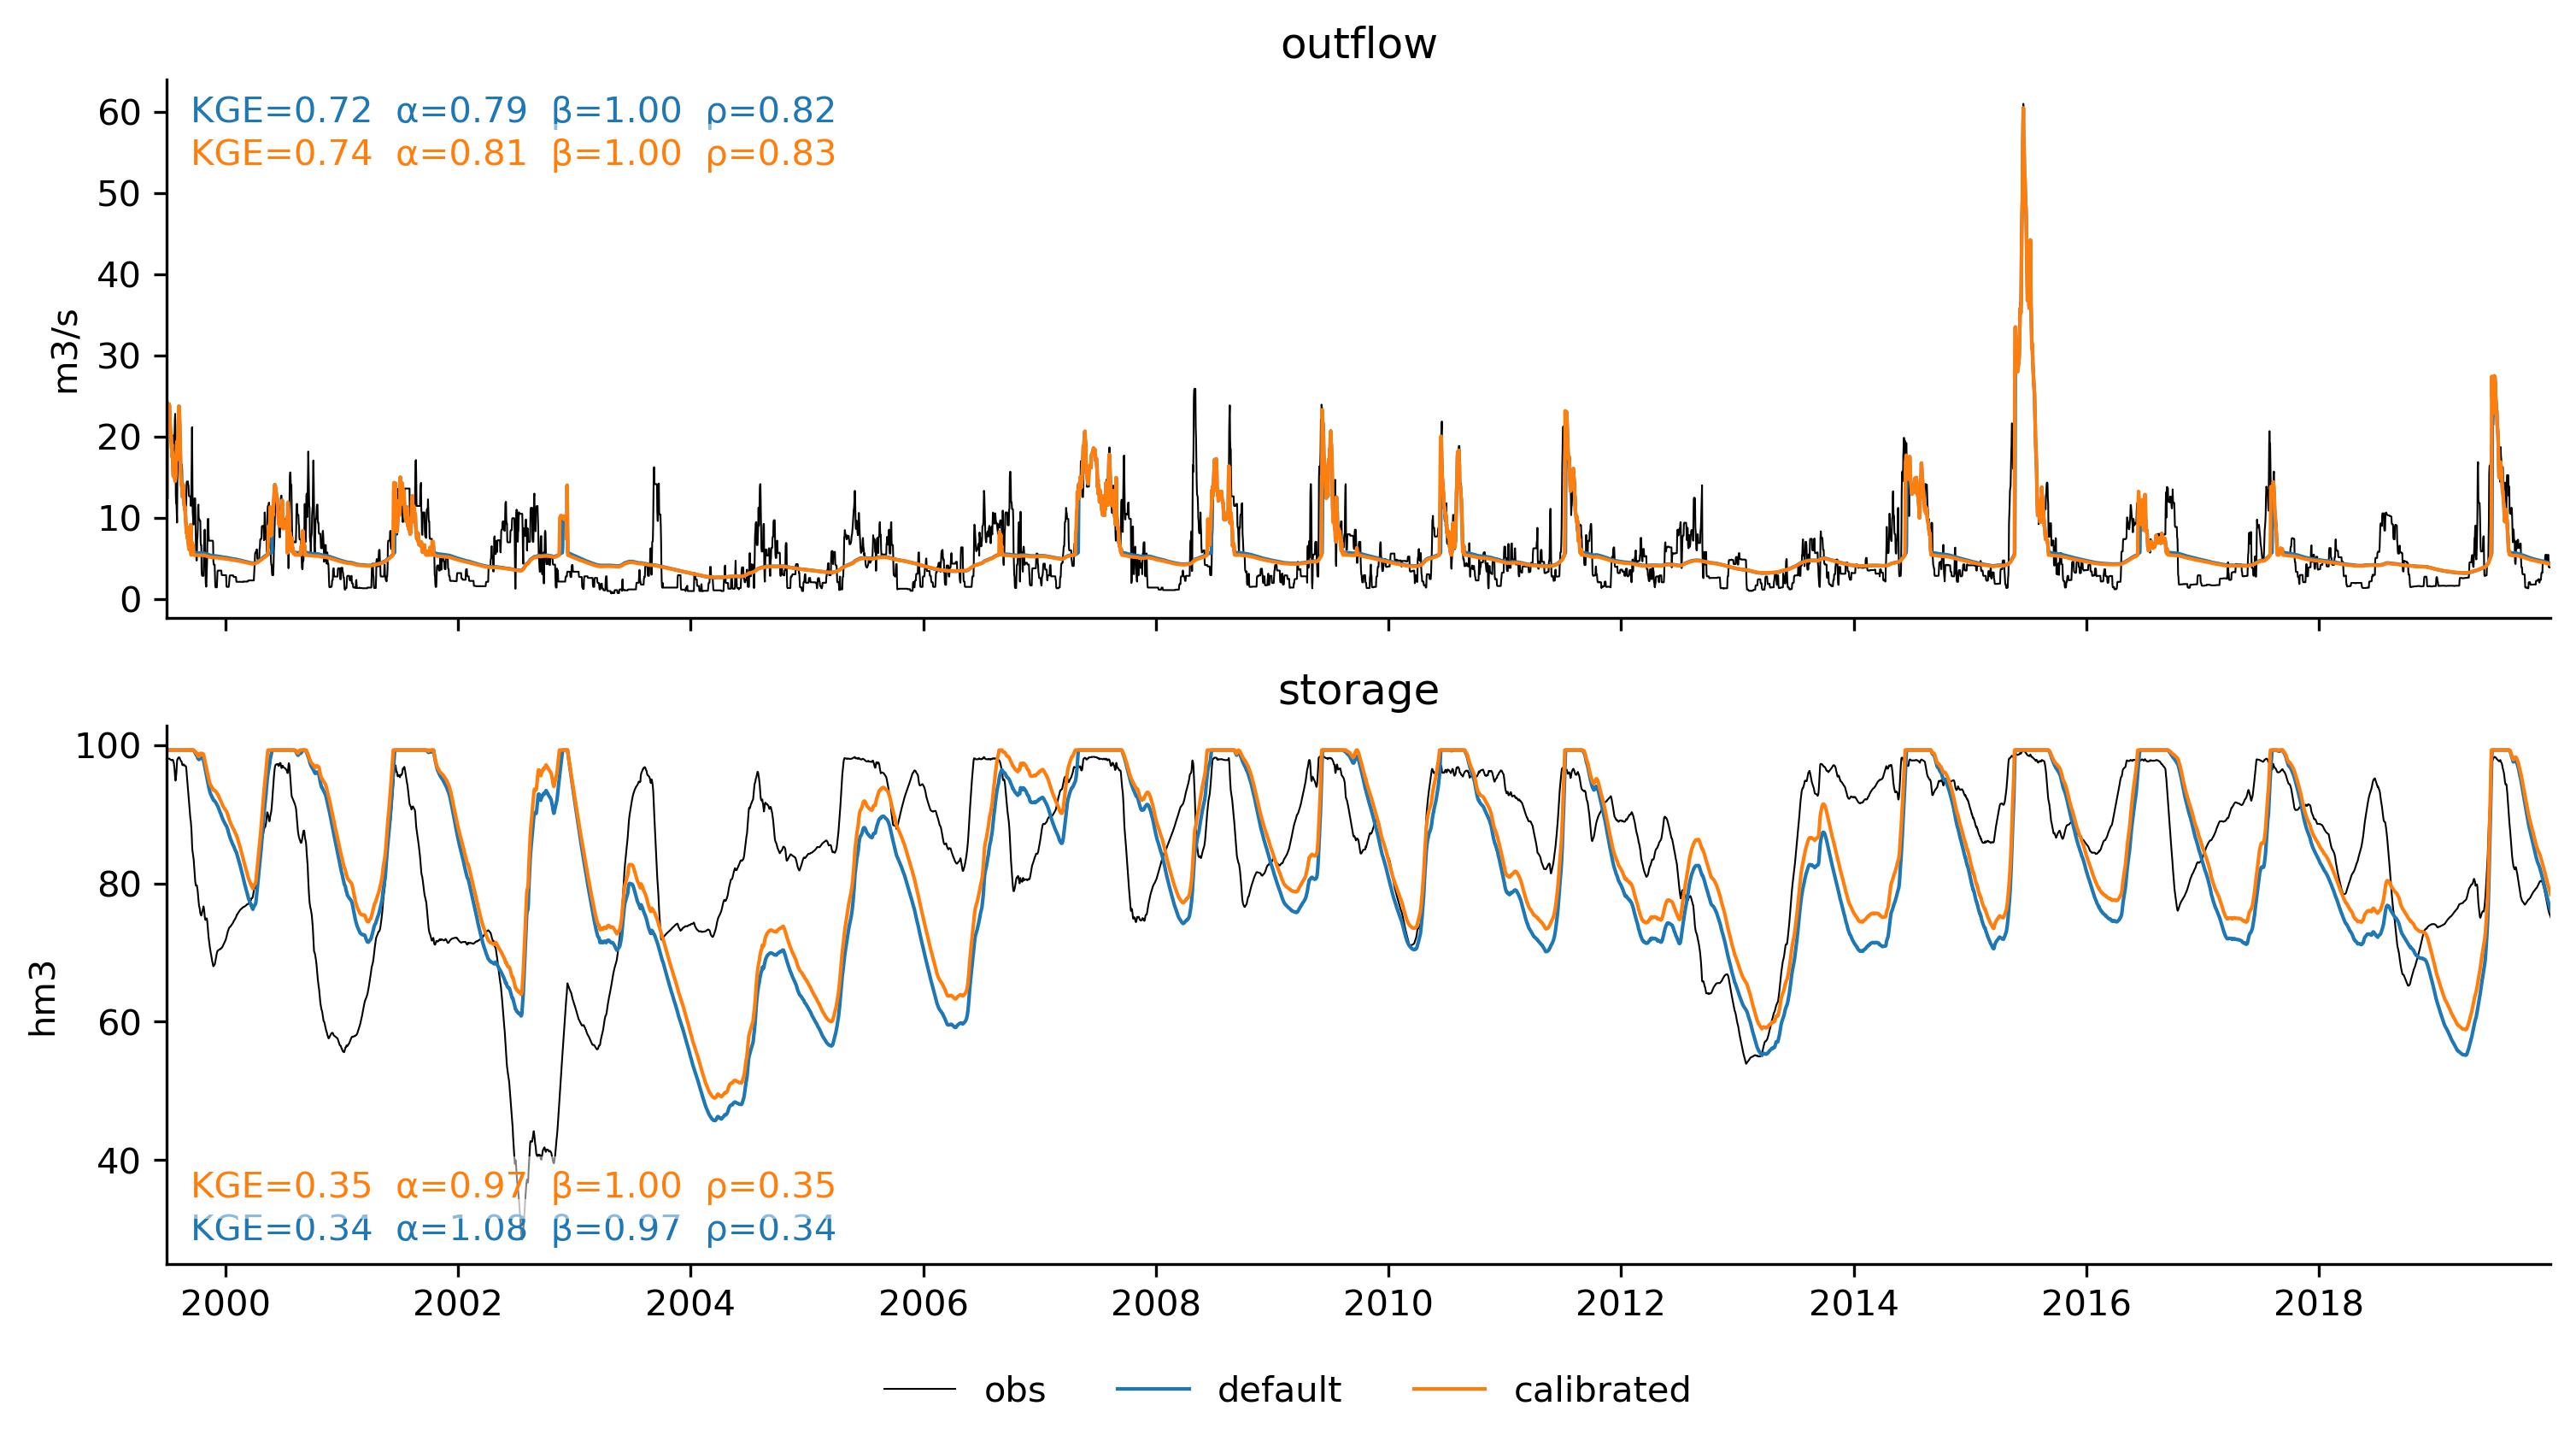 outflow
KGE=0.72 α=0.79 β=1.00 ρ=0.82
KGE=0.74 α=0.81 β=1.00 ρ=0.83
60
50
40
30
20
10
0
m3/s
storage
100
80
60
40
hm3
KGE=0.35 α=0.97 β=1.00 ρ=0.35
KGE=0.34 α=1.08 β=0.97 ρ=0.34
2000 2002 2004 2006 2008 2010 2012 2014 2016 2018
obs default calibrated